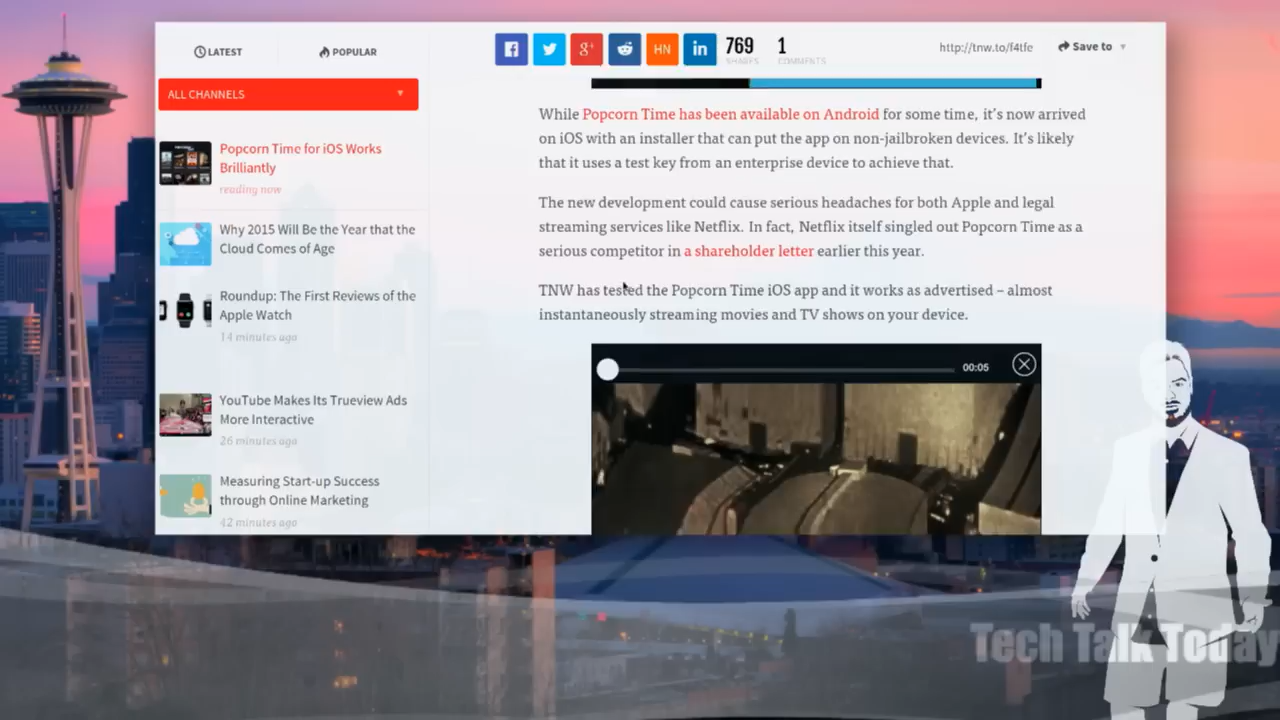 LATEST
POPULAR
HN
769
SHARES
1
COMMENTS
http://tnw.to/f4tfe
Save to
ALL CHANNELS
Popcorn Time for iOS Works
Brilliantly
reading now
Why 2015 Will Be the Year that the
Cloud Comes of Age
Roundup: The First Reviews of the
Apple Watch
14 minutes ago
YouTube Makes Its Trueview Ads
More Interactive
26 minutes ago
Measuring Start-up Success
through Online Marketing
42 minutes ago
While Popcorn Time has been available on Android for some time, it's now arrived
on iOS with an installer that can put the app on non-jailbroken devices. It's likely
that it uses a test key from an enterprise device to achieve that.
The new development could cause serious headaches for both Apple and legal
streaming services like Netflix. In fact, Netflix itself singled out Popcorn Time as a
serious competitor in a shareholder letter earlier this year.
TNW has tested the Popcorn Time iOS app and it works as advertised – almost
instantaneously streaming movies and TV shows on your device.
00:05
Tech Talk Today